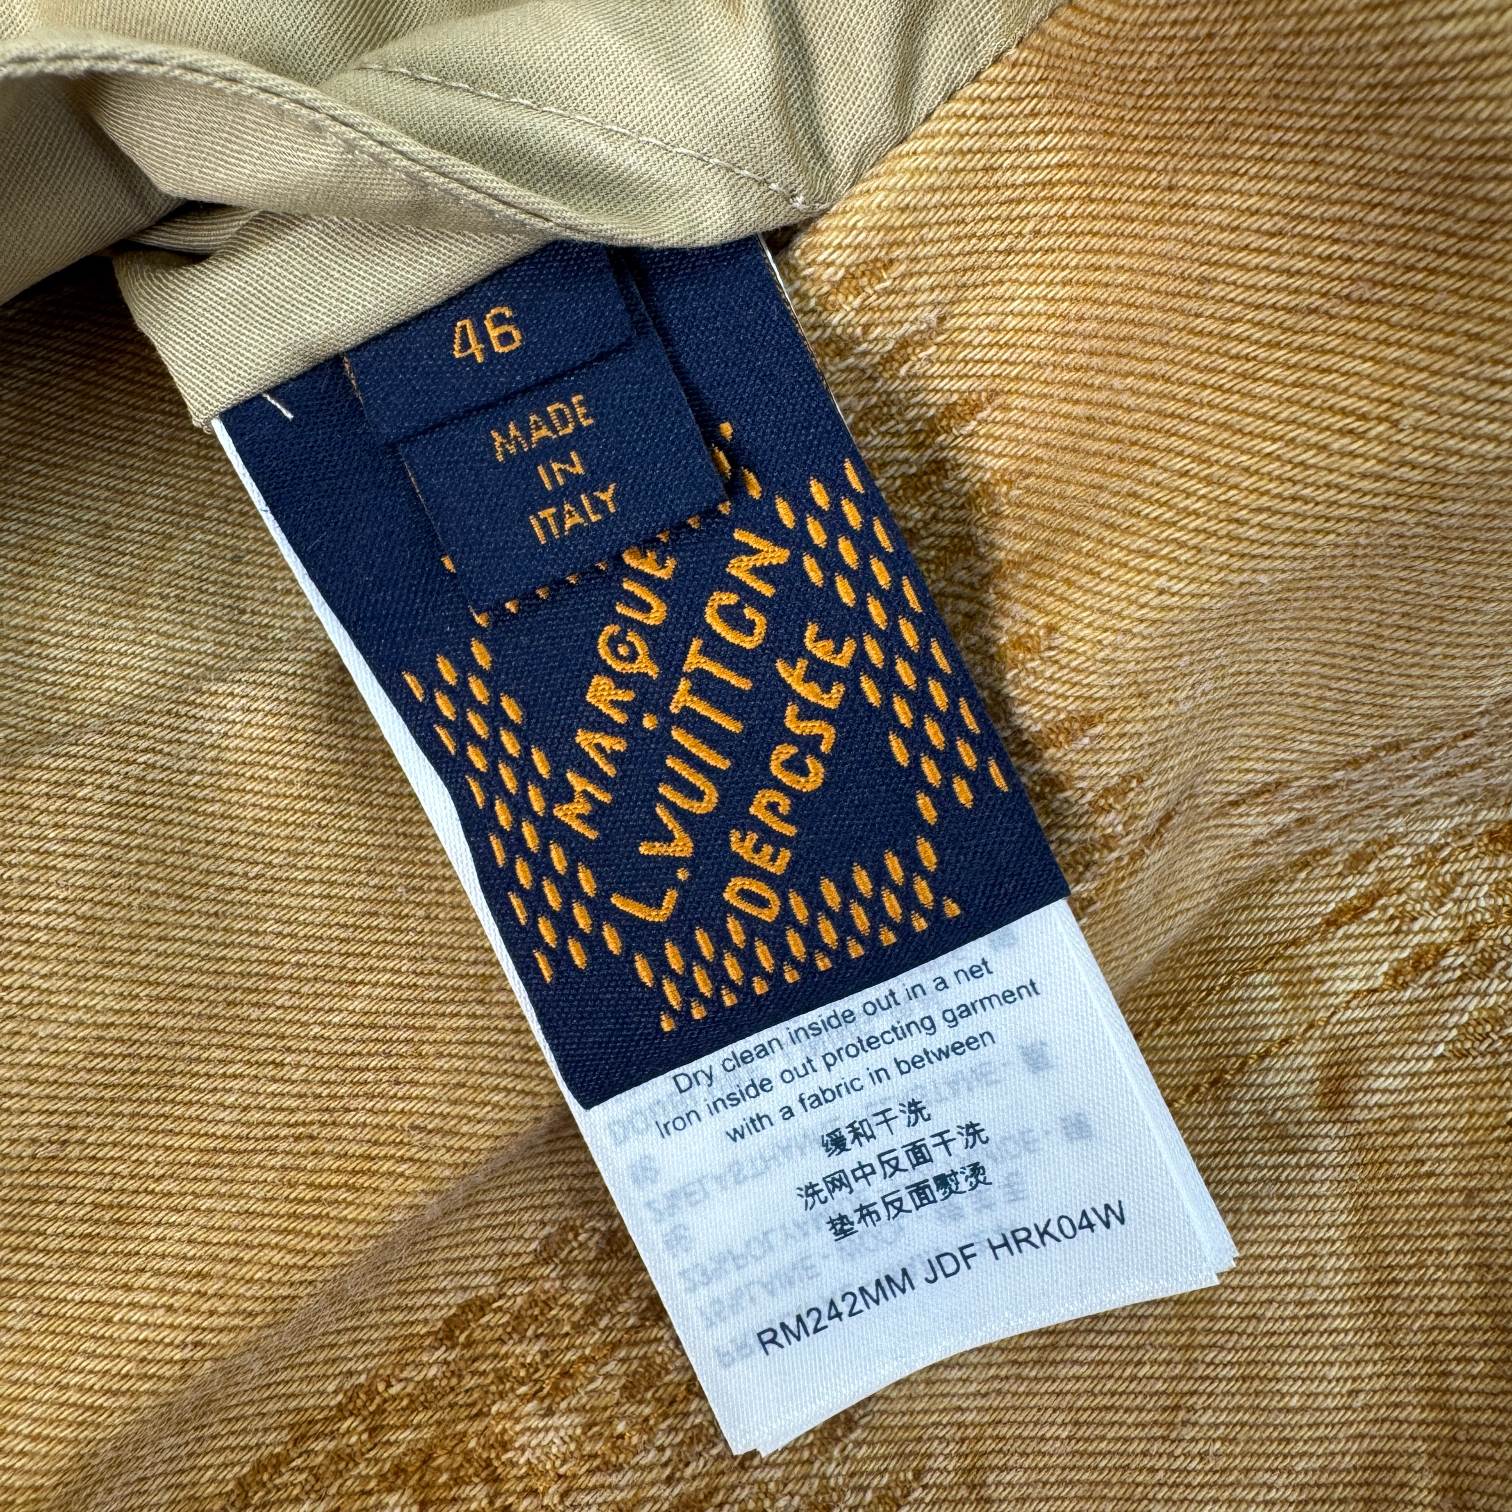 46
MADE
IN
ITALY
MARQUE
L.VUITTON
DÉPOSÉE
Dry clean inside out in a net
Iron inside out protecting garment
with a fabric in between
缓和干洗
洗网中反面干洗
垫布反面熨烫
RM242MM JDF HRK04W